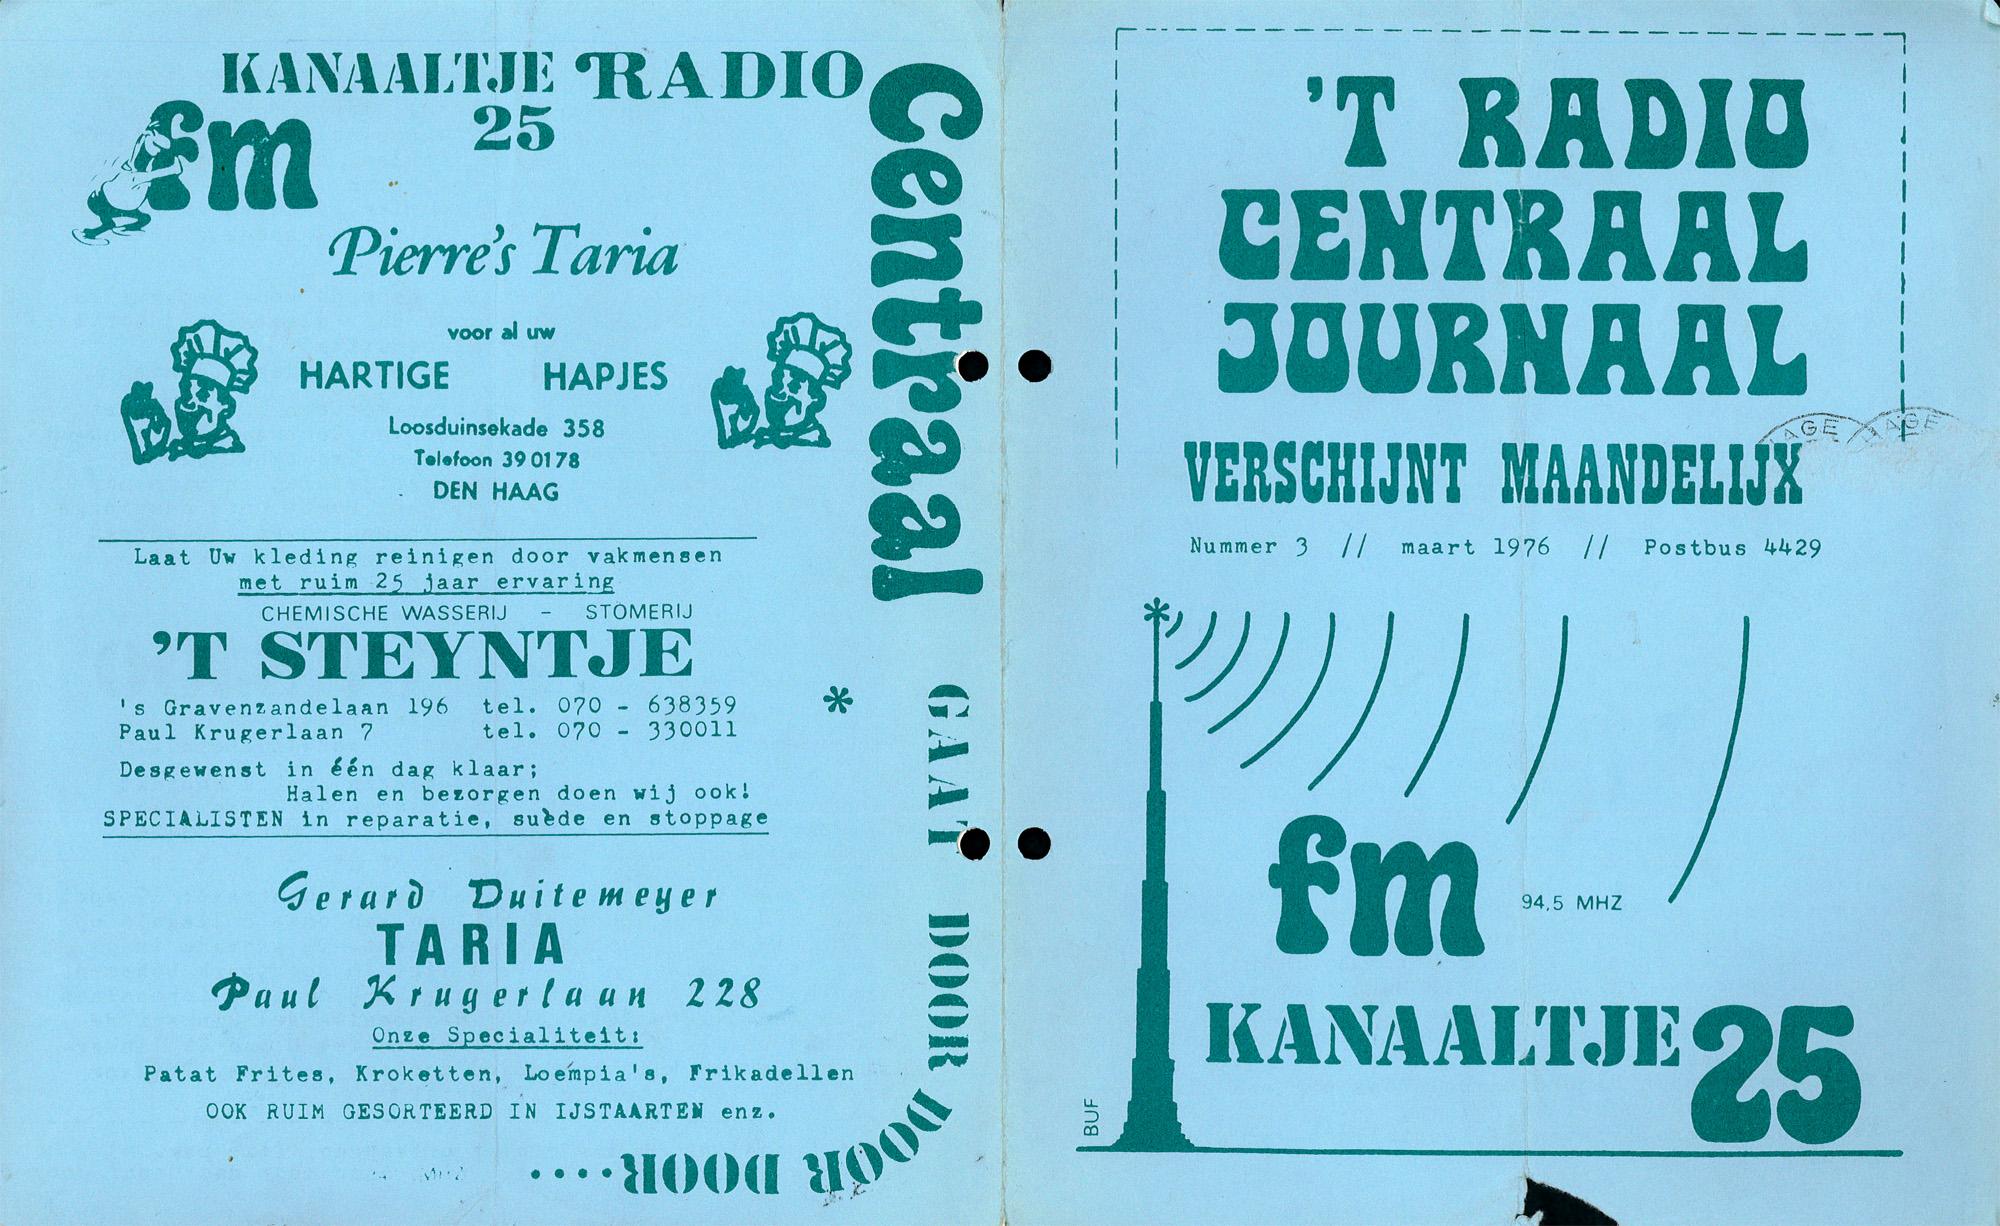 KANAALTJE RADIO
25
fm
Centraal
Pierre's Taria
voor al uw
HARTIGE HAPJES
Loosduinsekade 358
Telefoon 390178
DEN HAAG
Laat Uw kleding reinigen door vakmensen
met ruim 25 jaar ervaring
CHEMISCHE WASSERIJ - STOMERIJ
'T STEYNTJE
's Gravenzandelaan 196 tel. 070 - 638359
Paul Krugerlaan 7 tel. 070 - 330011
Desgewenst in één dag klaar;
Halen en bezorgen doen wij ook!
SPECIALISTEN in reparatie, suède en stoppage
Gerard Duitemeyer
TARIA
Paul Krugerlaan 228
Onze Specialiteit:
Patat Frites, Kroketten, Loempia's, Frikadellen
OOK RUIM GESORTEERD IN IJSTAARTEN enz.
* GAAT DOOR DOOR DOOR DOOR....
'T RADIO
CENTRAAL
JOURNAAL
HAGE HAGE
VERSCHIJNT MAANDELIJX
Nummer 3 // maart 1976 // Postbus 4429
fm 94,5 MHZ
KANAALTJE 25
BUF